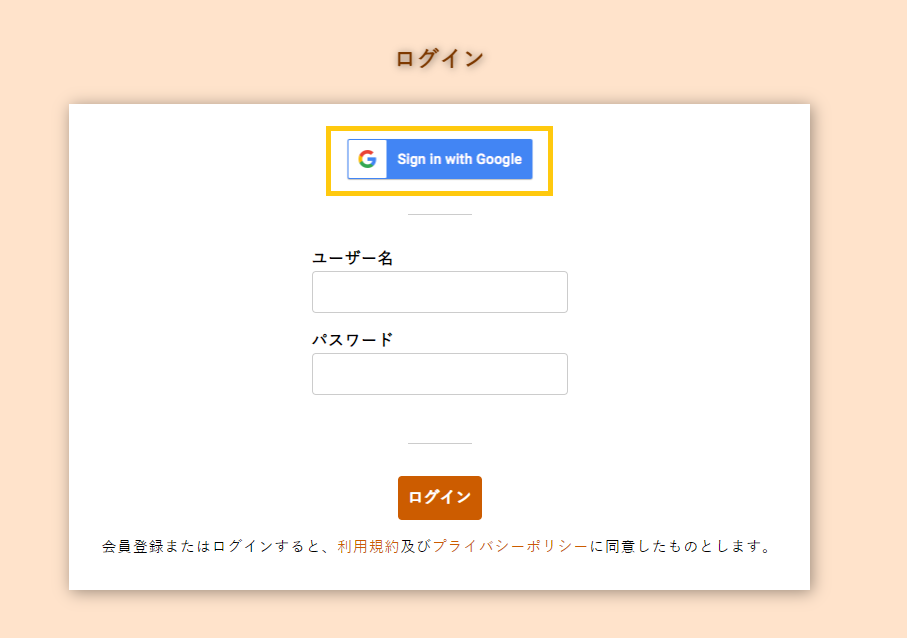 ログイン
Sign in with Google
ユーザー名
パスワード
ログイン
会員登録またはログインすると、利用規約及びプライバシーポリシーに同意したものとします。